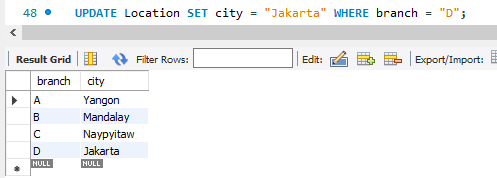 48 UPDATE Location SET city = "Jakarta" WHERE branch = "D";
Result Grid Filter Rows: Edit: Export/Import:
branch city
A Yangon
B Mandalay
C Naypyitaw
D Jakarta
NULL NULL